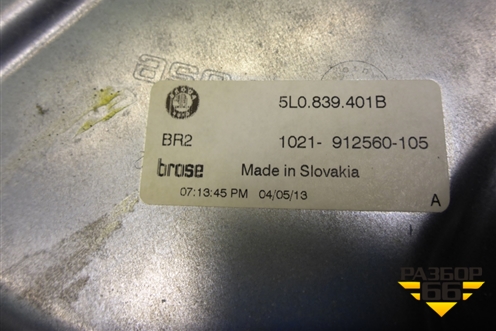 SKODA
5L0.839.401B
BR2
1021- 912560-105
brose
Made in Slovakia
07:13:45 PM 04/05/13
A
РАЗБОР
66